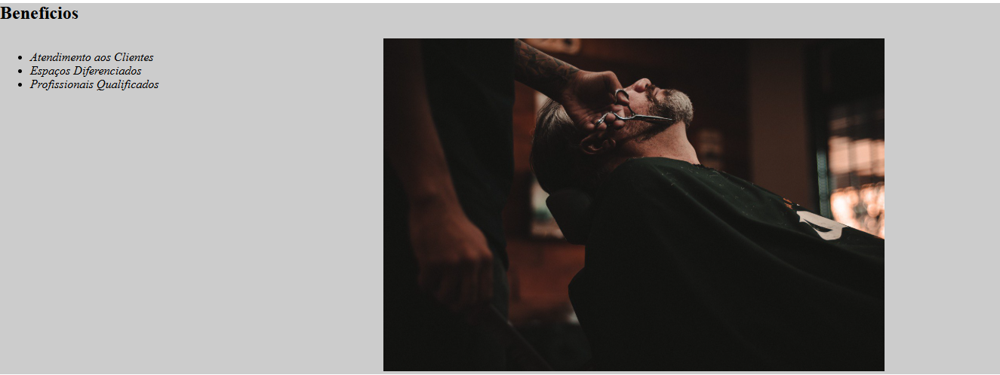 Benefícios
Atendimento aos Clientes
Espaços Diferenciados
Profissionais Qualificados